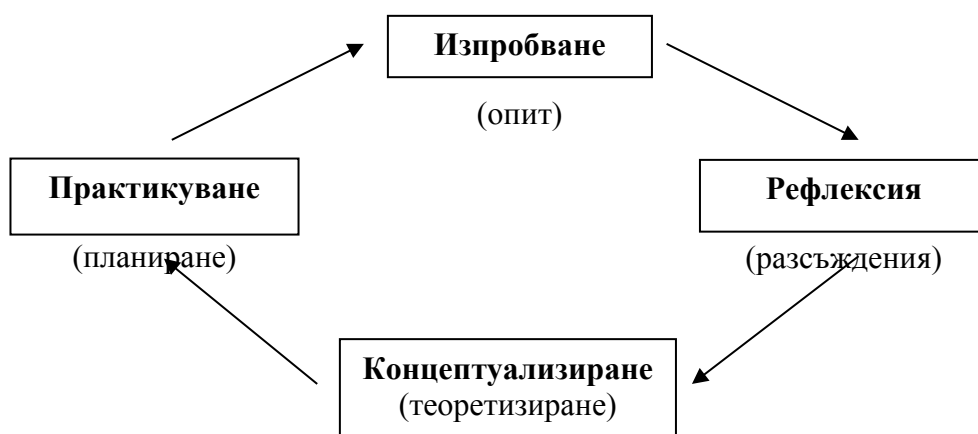 Изпробване
(опит)
Практикуване
(планиране)
Рефлексия
(разсъждения)
Концептуализиране
(теоретизиране)